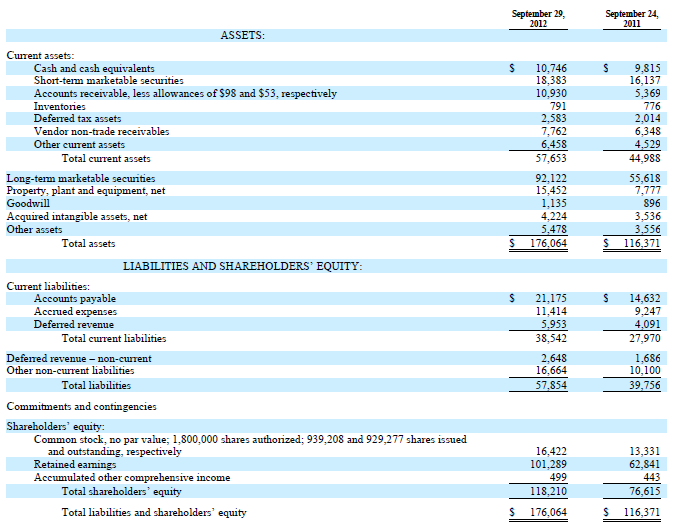 September 29, September 24,
2012 2011
ASSETS:
Current assets:
Cash and cash equivalents $ 10,746 $ 9,815
Short-term marketable securities 18,383 16,137
Accounts receivable, less allowances of $98 and $53, respectively 10,930 5,369
Inventories 791 776
Deferred tax assets 2,583 2,014
Vendor non-trade receivables 7,762 6,348
Other current assets 6,458 4,529
Total current assets 57,653 44,988
Long-term marketable securities 92,122 55,618
Property, plant and equipment, net 15,452 7,777
Goodwill 1,135 896
Acquired intangible assets, net 4,224 3,536
Other assets 5,478 3,556
Total assets $ 176,064 $ 116,371
LIABILITIES AND SHAREHOLDERS’ EQUITY:
Current liabilities:
Accounts payable $ 21,175 $ 14,632
Accrued expenses 11,414 9,247
Deferred revenue 5,953 4,091
Total current liabilities 38,542 27,970
Deferred revenue – non-current 2,648 1,686
Other non-current liabilities 16,664 10,100
Total liabilities 57,854 39,756
Commitments and contingencies
Shareholders’ equity:
Common stock, no par value; 1,800,000 shares authorized; 939,208 and 929,277 shares issued
and outstanding, respectively 16,422 13,331
Retained earnings 101,289 62,841
Accumulated other comprehensive income 499 443
Total shareholders’ equity 118,210 76,615
Total liabilities and shareholders’ equity $ 176,064 $ 116,371